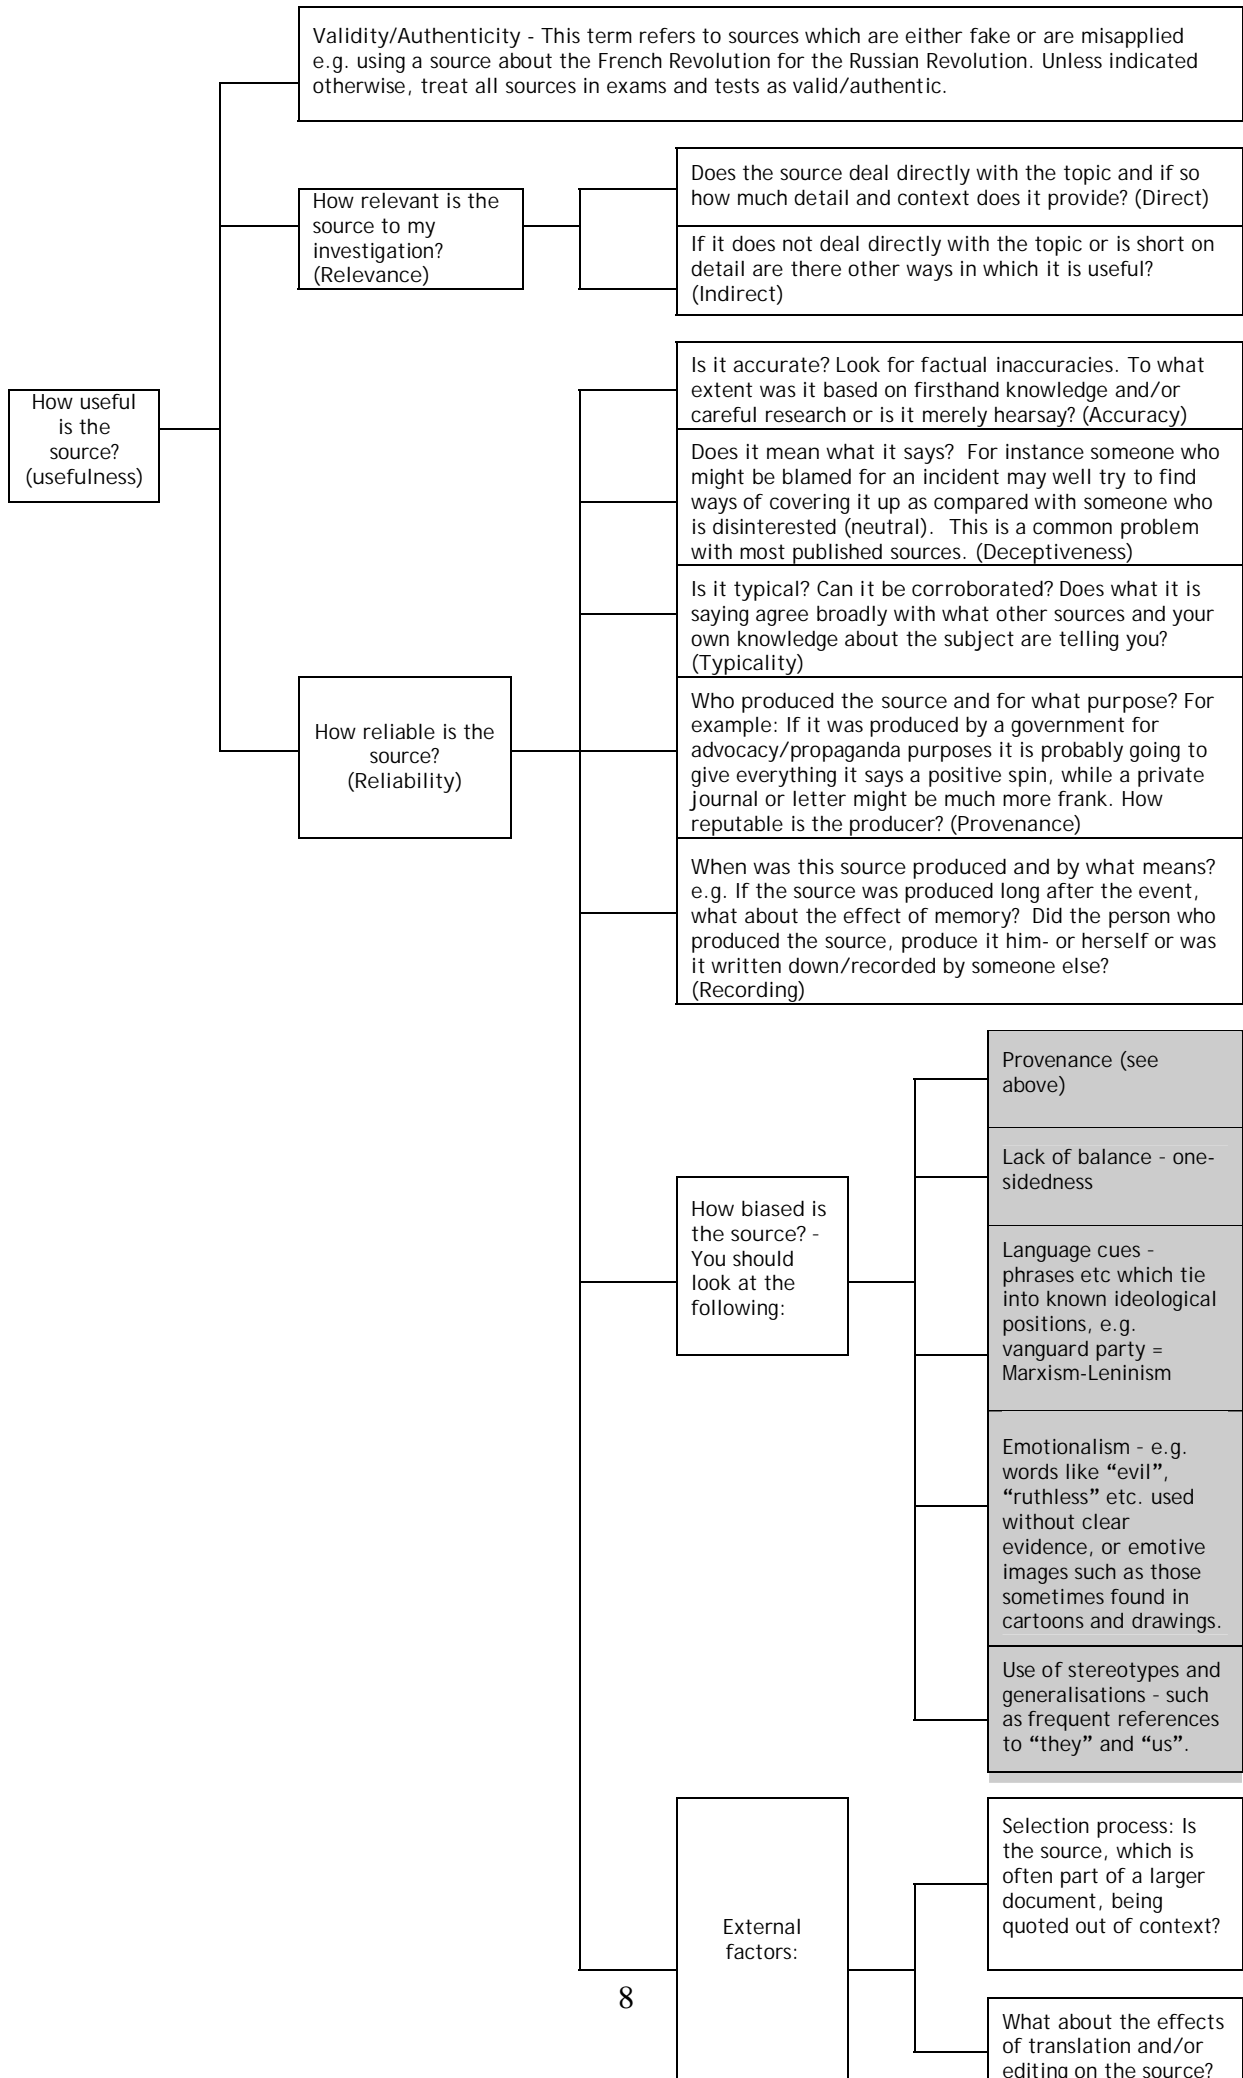 Validity/Authenticity - This term refers to sources which are either fake or are misapplied
e.g. using a source about the French Revolution for the Russian Revolution. Unless indicated
otherwise, treat all sources in exams and tests as valid/authentic.
How relevant is the
source to my
investigation?
(Relevance)
Does the source deal directly with the topic and if so
how much detail and context does it provide? (Direct)
If it does not deal directly with the topic or is short on
detail are there other ways in which it is useful?
(Indirect)
How useful
is the
source?
(usefulness)
Is it accurate? Look for factual inaccuracies. To what
extent was it based on firsthand knowledge and/or
careful research or is it merely hearsay? (Accuracy)
Does it mean what it says?  For instance someone who
might be blamed for an incident may well try to find
ways of covering it up as compared with someone who
is disinterested (neutral).  This is a common problem
with most published sources. (Deceptiveness)
Is it typical? Can it be corroborated? Does what it is
saying agree broadly with what other sources and your
own knowledge about the subject are telling you?
(Typicality)
How reliable is the
source?
(Reliability)
Who produced the source and for what purpose? For
example: If it was produced by a government for
advocacy/propaganda purposes it is probably going to
give everything it says a positive spin, while a private
journal or letter might be much more frank. How
reputable is the producer? (Provenance)
When was this source produced and by what means?
e.g. If the source was produced long after the event,
what about the effect of memory?  Did the person who
produced the source, produce it him- or herself or was
it written down/recorded by someone else?
(Recording)
How biased is
the source? -
You should
look at the
following:
Provenance (see
above)
Lack of balance - one-
sidedness
Language cues -
phrases etc which tie
into known ideological
positions, e.g.
vanguard party =
Marxism-Leninism
Emotionalism - e.g.
words like “evil”,
“ruthless” etc. used
without clear
evidence, or emotive
images such as those
sometimes found in
cartoons and drawings.
Use of stereotypes and
generalisations - such
as frequent references
to “they” and “us”.
External
factors:
Selection process: Is
the source, which is
often part of a larger
document, being
quoted out of context?
What about the effects
of translation and/or
editing on the source?
8